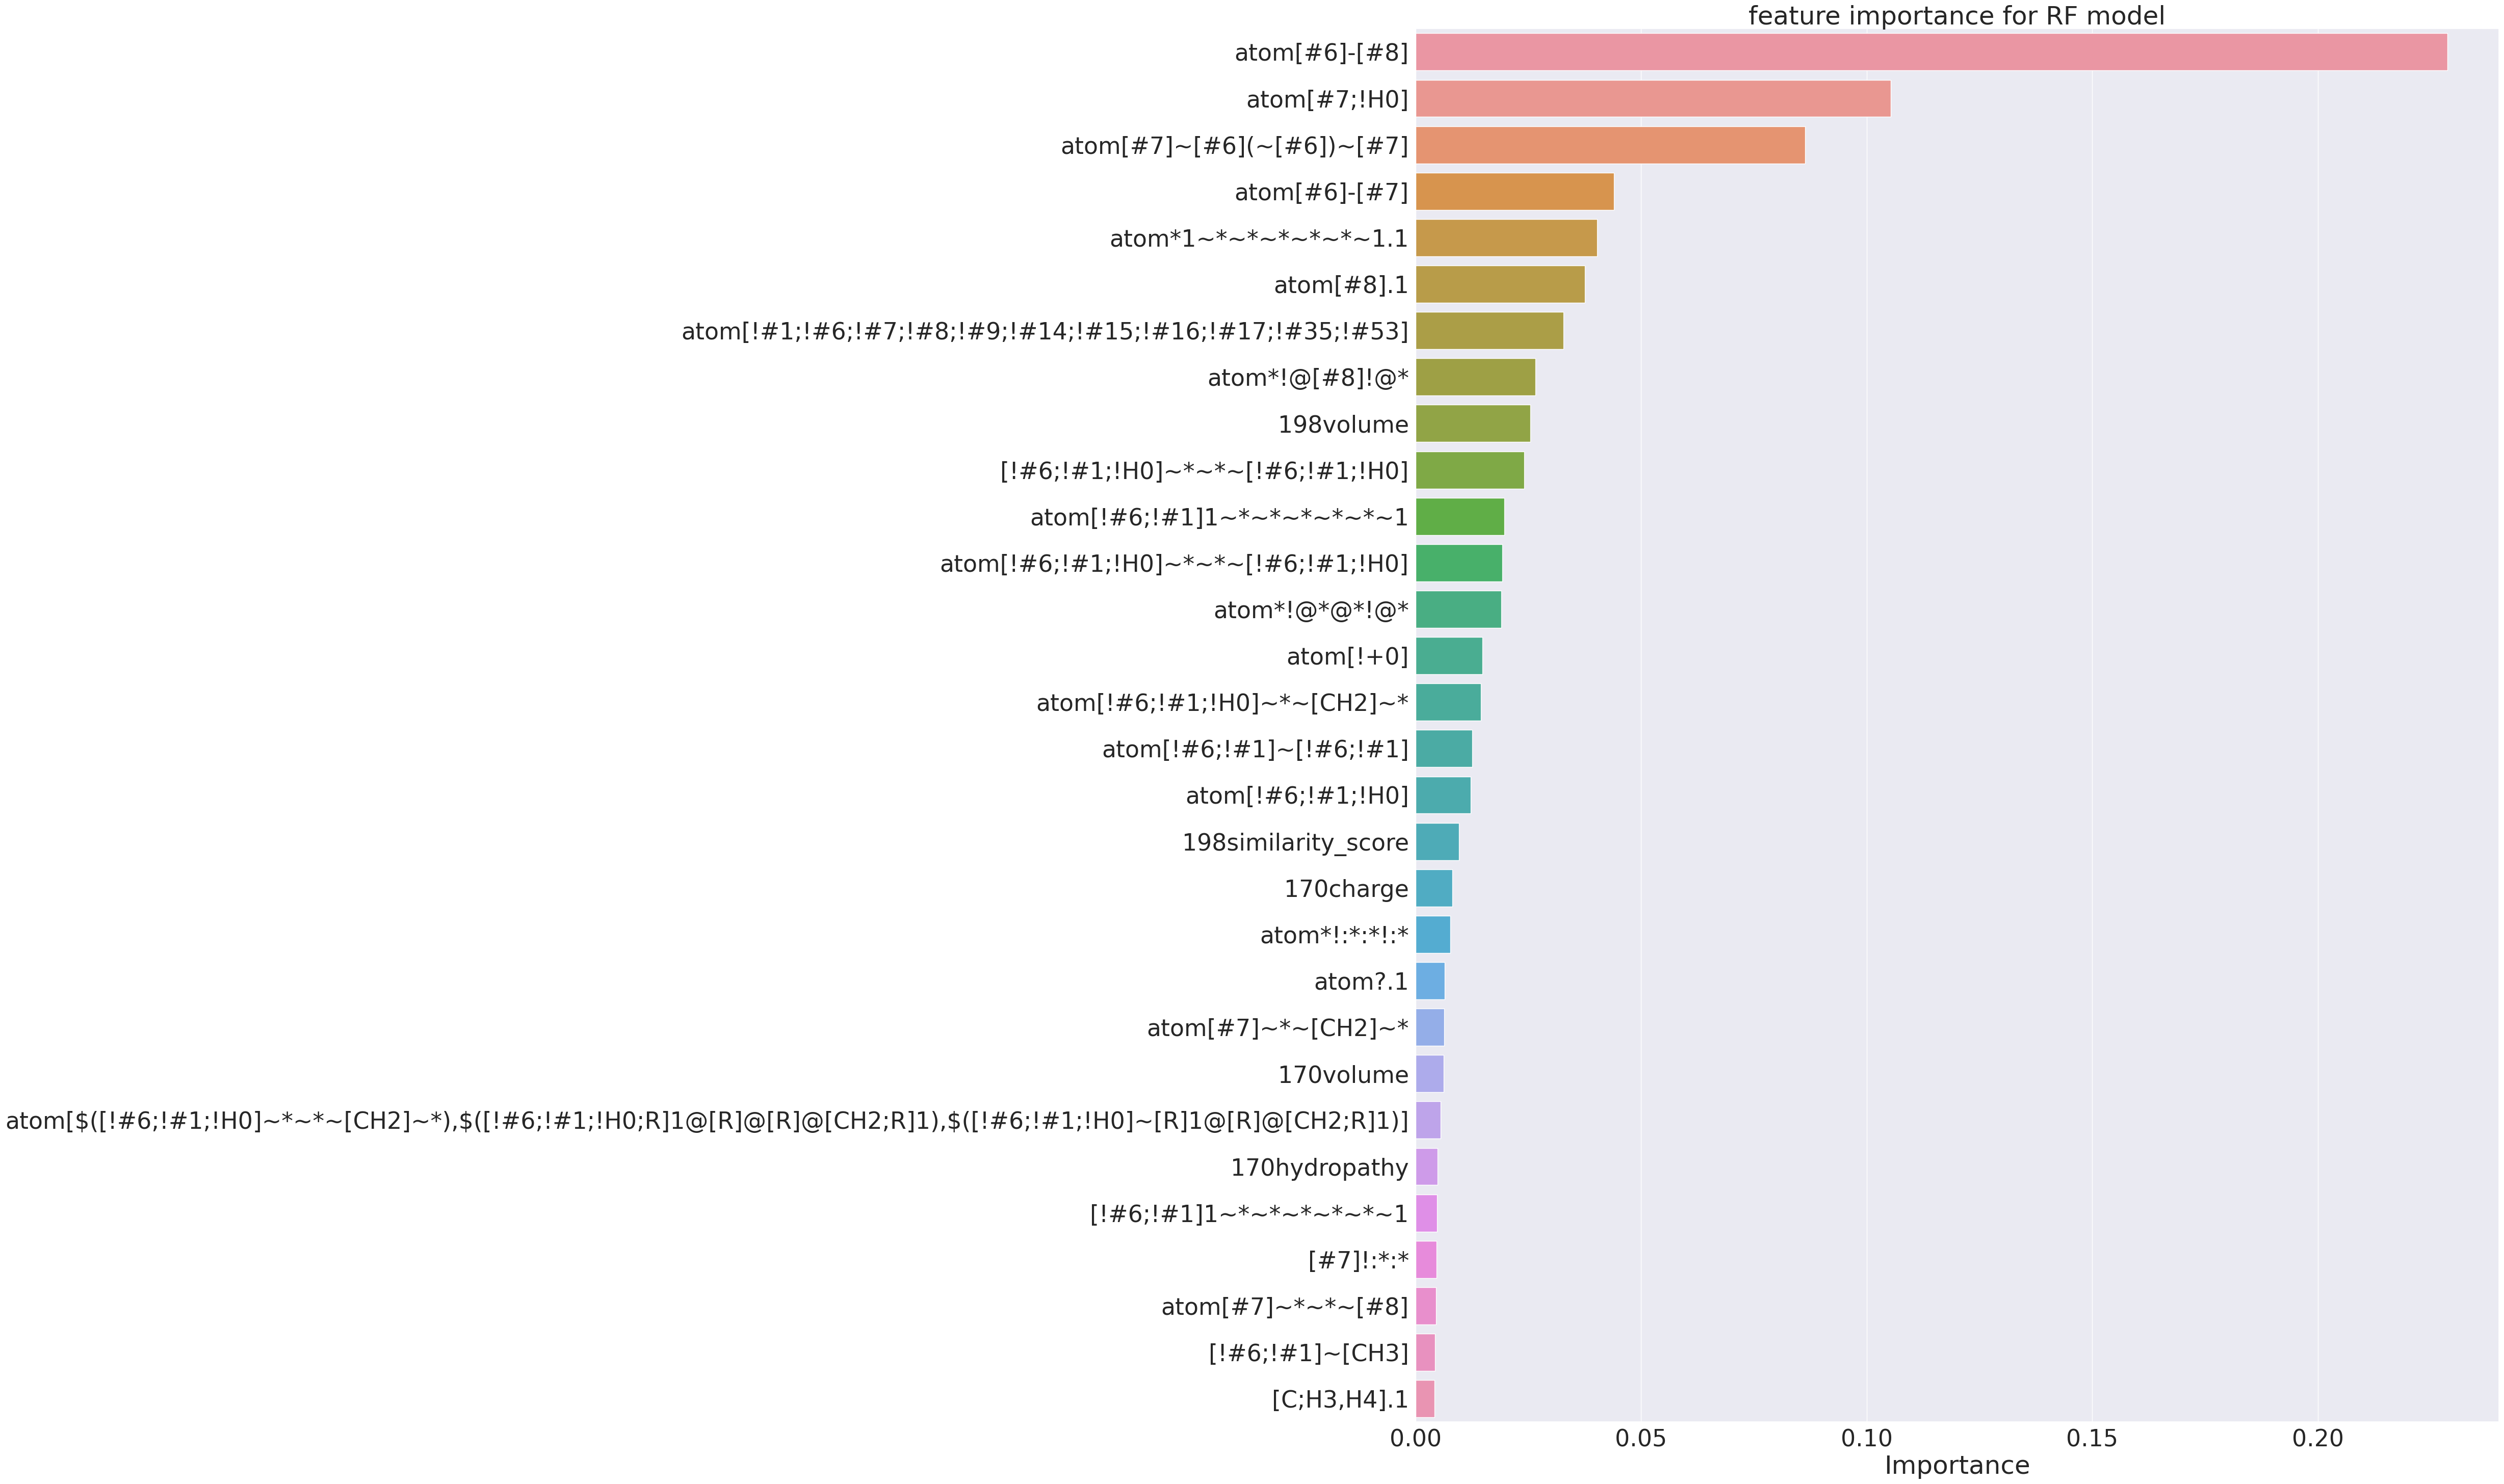 feature importance for RF model
atom[#6]-[#8]
atom[#7;!H0]
atom[#7]~[#6](~[#6])~[#7]
atom[#6]-[#7]
atom*1~*~*~*~*~*~1.1
atom[#8].1
atom[!#1;!#6;!#7;!#8;!#9;!#14;!#15;!#16;!#17;!#35;!#53]
atom*!@[#8]!@*
198volume
[!#6;!#1;!H0]~*~*~[!#6;!#1;!H0]
atom[!#6;!#1]1~*~*~*~*~*~1
atom[!#6;!#1;!H0]~*~*~[!#6;!#1;!H0]
atom*!@*@*!@*
atom[!+0]
atom[!#6;!#1;!H0]~*~[CH2]~*
atom[!#6;!#1]~[!#6;!#1]
atom[!#6;!#1;!H0]
198similarity_score
170charge
atom*!:*:*!:*
atom?.1
atom[#7]~*~[CH2]~*
170volume
atom[$([!#6;!#1;!H0]~*~*~[CH2]~*),$([!#6;!#1;!H0;R]1@[R]@[R]@[CH2;R]1),$([!#6;!#1;!H0]~[R]1@[R]@[CH2;R]1)]
170hydropathy
[!#6;!#1]1~*~*~*~*~*~1
[#7]!:*:*
atom[#7]~*~*~[#8]
[!#6;!#1]~[CH3]
[C;H3,H4].1
0.00 0.05 0.10 0.15 0.20
Importance